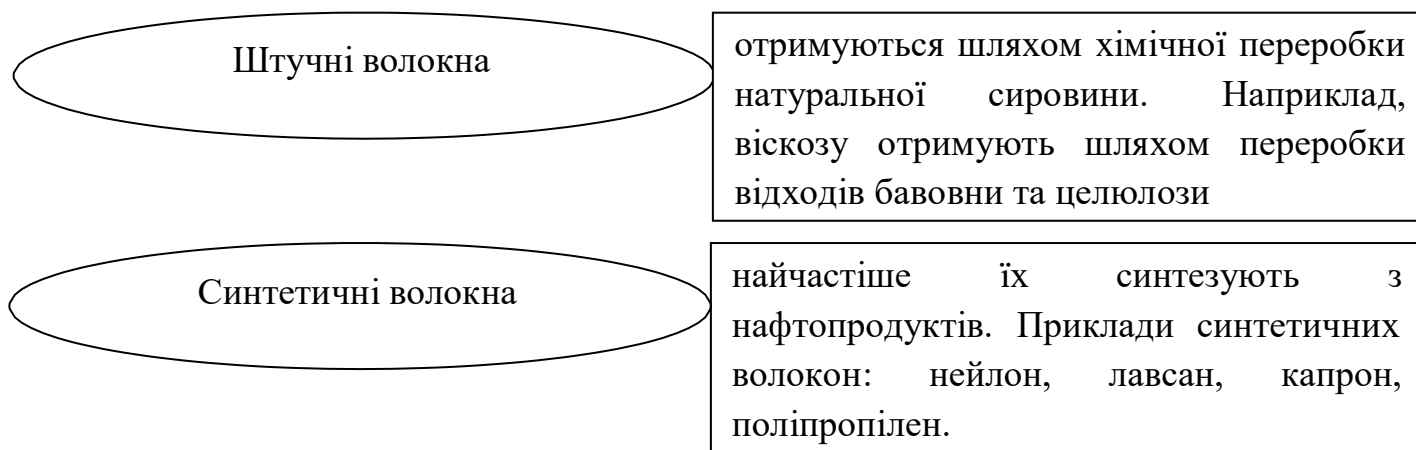 Штучні волокна
отримуються шляхом хімічної переробки
натуральної сировини. Наприклад,
віскозу отримують шляхом переробки
відходів бавовни та целюлози
Синтетичні волокна
найчастіше їх синтезують з
нафтопродуктів. Приклади синтетичних
волокон: нейлон, лавсан, капрон,
поліпропілен.